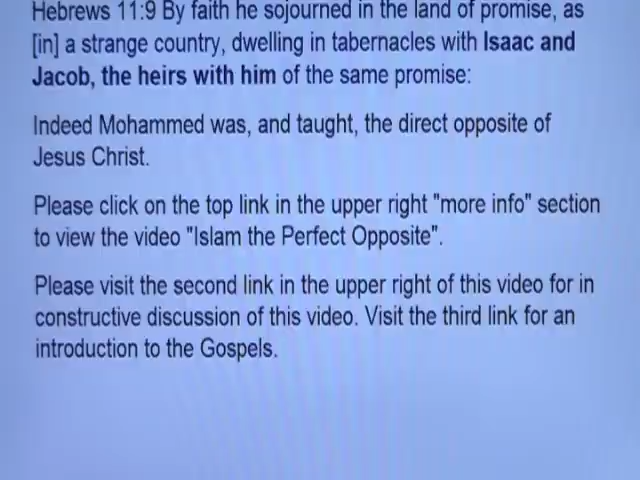 Hebrews 11:9 By faith he sojourned in the land of promise, as
[in] a strange country, dwelling in tabernacles with Isaac and
Jacob, the heirs with him of the same promise:
Indeed Mohammed was, and taught, the direct opposite of
Jesus Christ.
Please click on the top link in the upper right "more info" section
to view the video "Islam the Perfect Opposite".
Please visit the second link in the upper right of this video for in
constructive discussion of this video. Visit the third link for an
introduction to the Gospels.